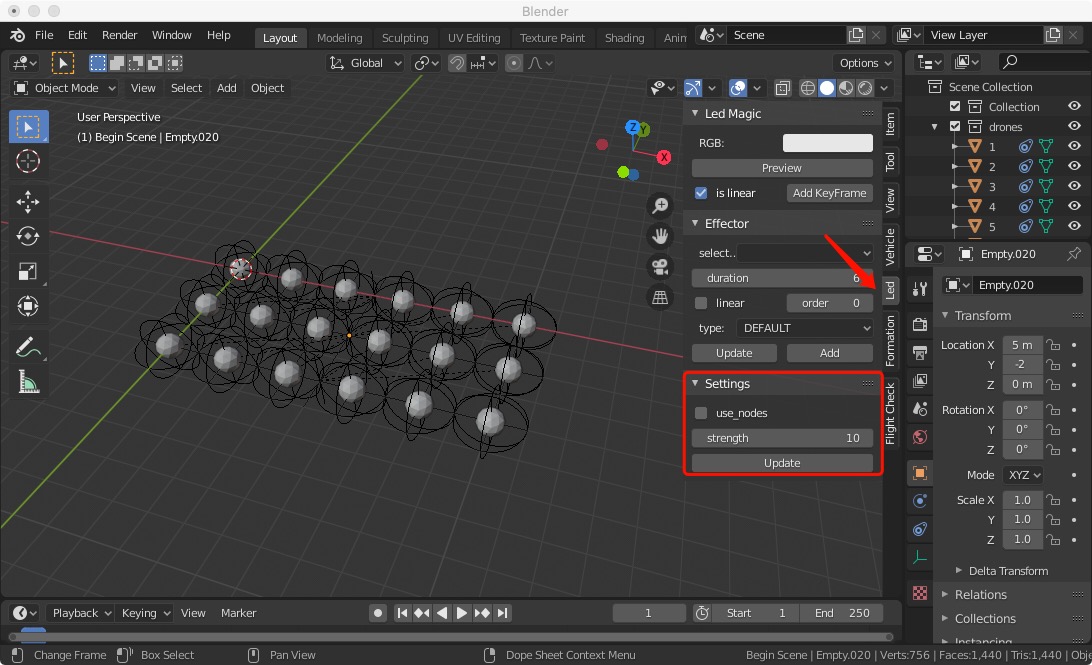 Blender
File Edit Render Window Help Layout Modeling Sculpting UV Editing Texture Paint Shading Anin Scene View Layer
Global Options
Object Mode View Select Add Object
User Perspective
(1) Begin Scene | Empty.020
Z Y X
Led Magic
RGB:
Preview
is linear Add KeyFrame
Effector
select..
duration 6
linear order 0
type: DEFAULT
Update Add
Settings
use_nodes
strength 10
Update
Item
Tool
View
Vehicle
Led
Formation
Flight Check
Scene Collection
Collection
drones
1
2
3
4
5
Empty.020
Empty.020
Transform
Location X 5 m
Y -2
Z 0 m
Rotation X 0°
Y 0°
Z 0°
Mode XYZ
Scale X 1.0
Y 1.0
Z 1.0
Delta Transform
Relations
Collections
Instancing
Playback Keying View Marker 1 Start 1 End 250
Change Frame Box Select Pan View Dope Sheet Context Menu Begin Scene | Empty.020 | Verts:756 | Faces:1,440 | Tris:1,440 | Obje